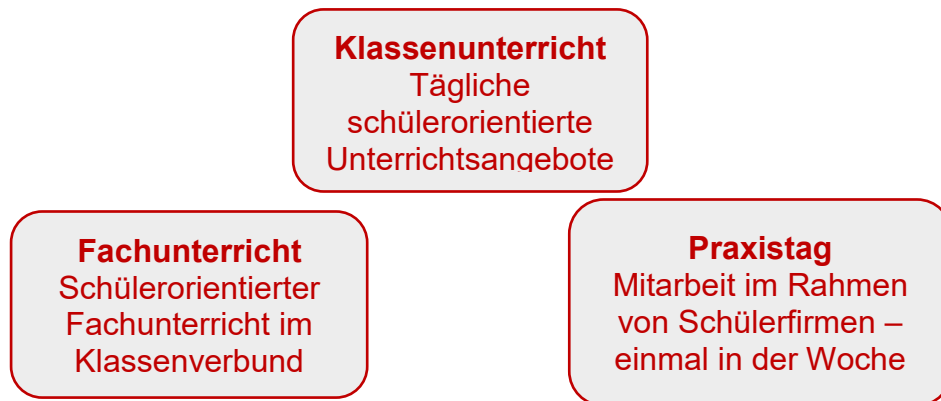 Klassenunterricht
Tägliche
schülerorientierte
Unterrichtsangebote
Fachunterricht
Schülerorientierter
Fachunterricht im
Klassenverbund
Praxistag
Mitarbeit im Rahmen
von Schülerfirmen –
einmal in der Woche